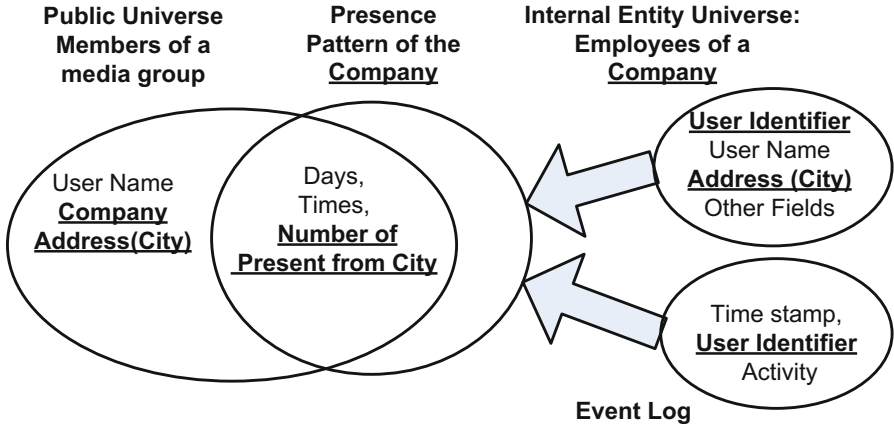 Public Universe
Members of a
media group
Presence
Pattern of the
Company
Internal Entity Universe:
Employees of a
Company
User Name
Company
Address(City)
Days,
Times,
Number of
Present from City
User Identifier
User Name
Address (City)
Other Fields
Time stamp,
User Identifier
Activity
Event Log